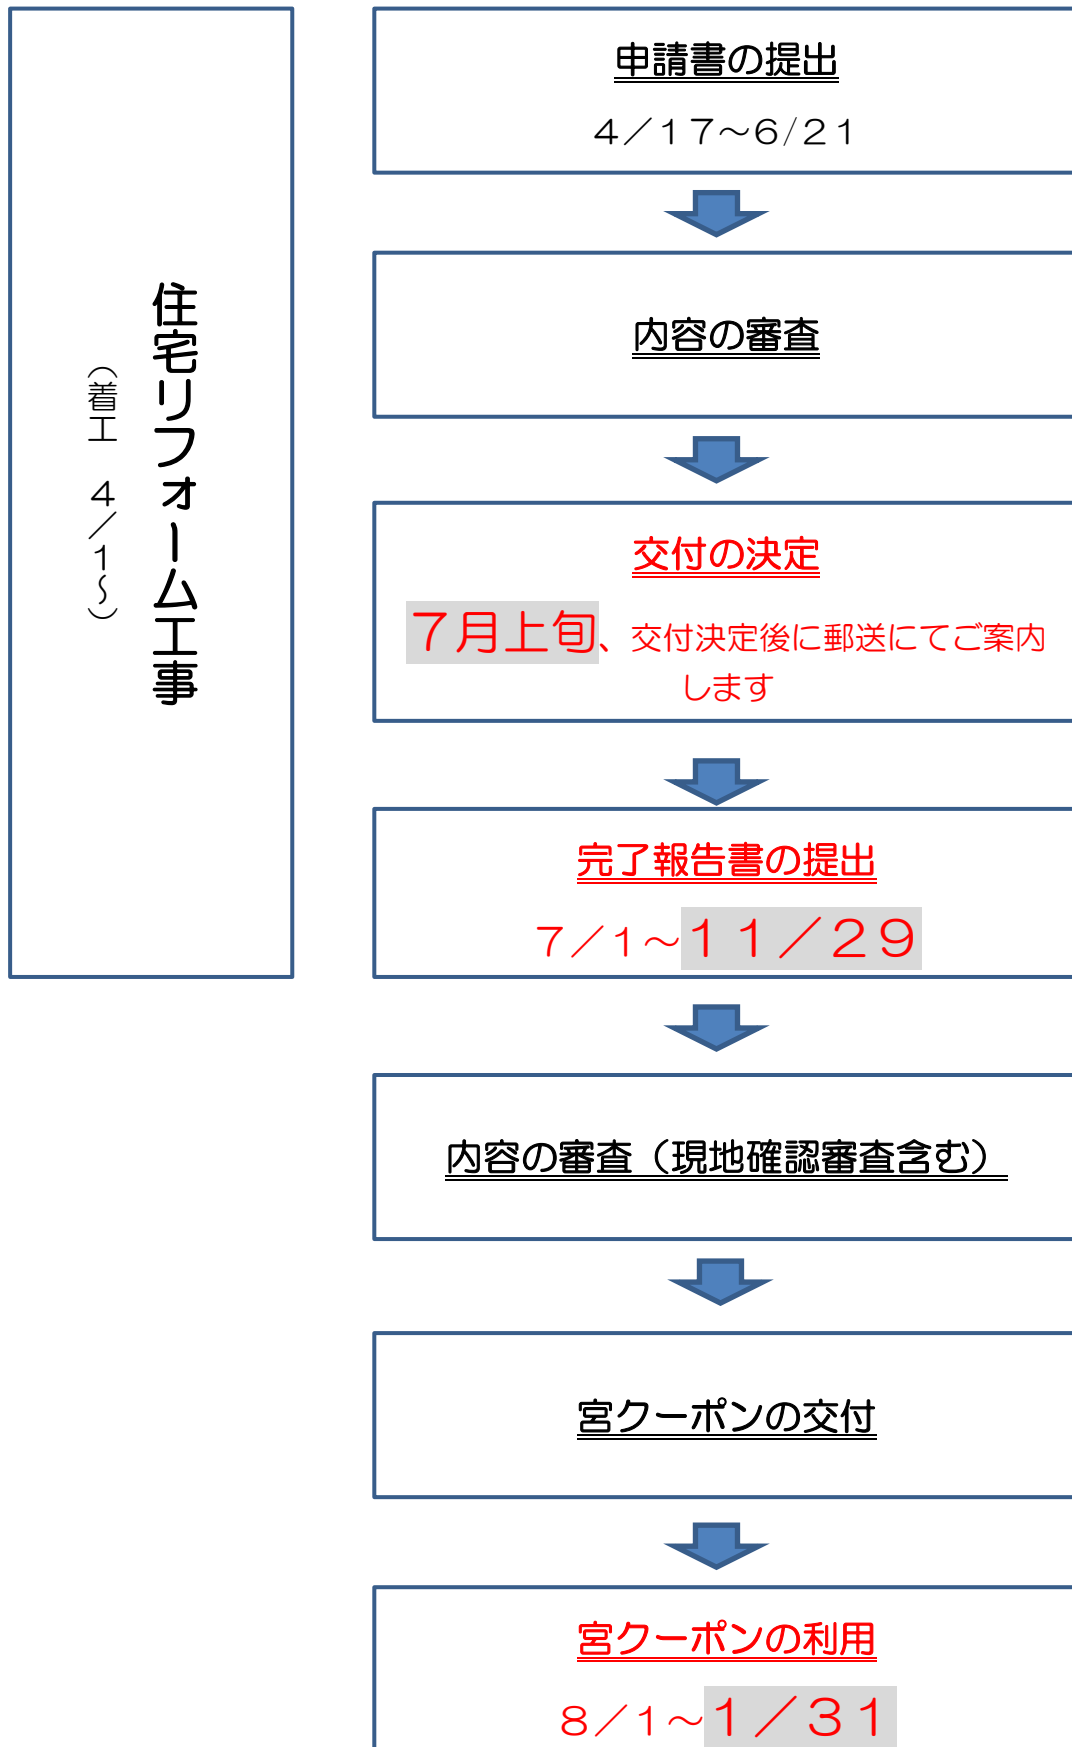 住宅リフォーム工事
（着工　４／１～）
申請書の提出
４／１７～６/２１
内容の審査
交付の決定
７月上旬、交付決定後に郵送にてご案内
します
完了報告書の提出
７／１～１１／２９
内容の審査（現地確認審査含む）
宮クーポンの交付
宮クーポンの利用
８／１～１／３１